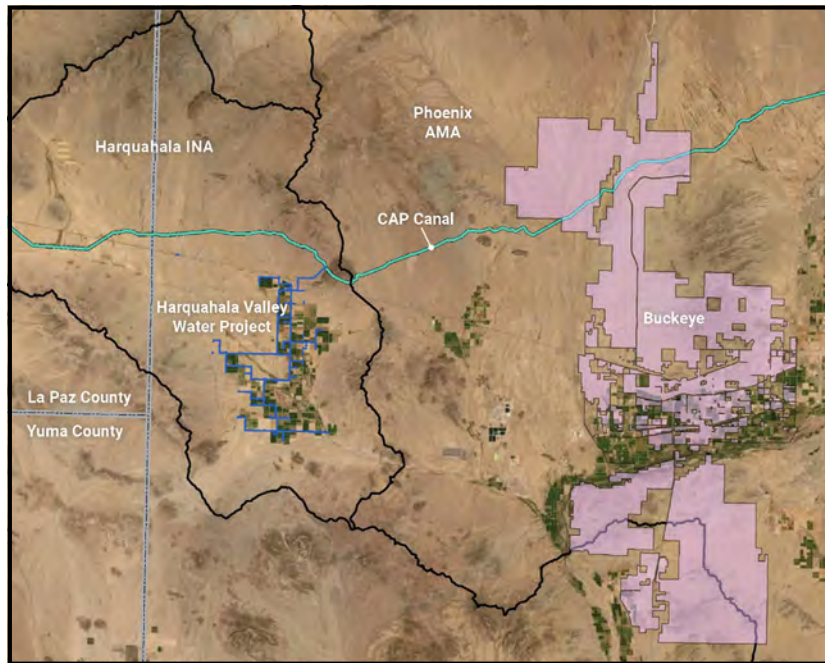 Phoenix
AMA
Harquahala INA
CAP Canal
Harquahala Valley
Water Project
Buckeye
La Paz County
Yuma County